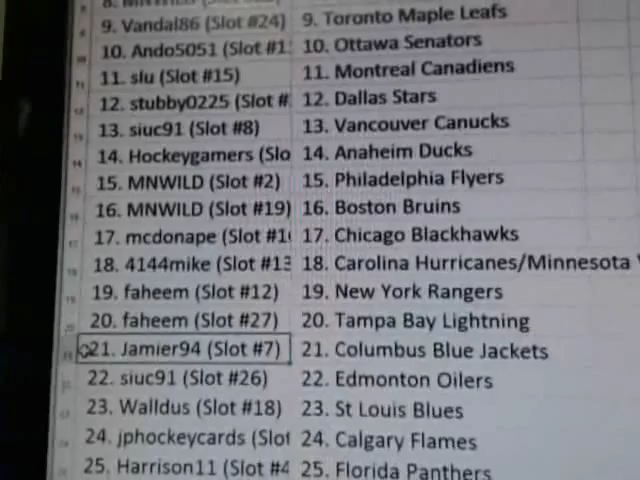 8. MNWILD
9. Vandal86 (Slot #24) 9. Toronto Maple Leafs
10. Ando5051 (Slot #1 10. Ottawa Senators
11. slu (Slot #15) 11. Montreal Canadiens
12. stubby0225 (Slot # 12. Dallas Stars
13. siuc91 (Slot #8) 13. Vancouver Canucks
14. Hockeygamers (Slo 14. Anaheim Ducks
15. MNWILD (Slot #2) 15. Philadelphia Flyers
16. MNWILD (Slot #19) 16. Boston Bruins
17. mcdonape (Slot #1 17. Chicago Blackhawks
18. 4144mike (Slot #13 18. Carolina Hurricanes/Minnesota
19. faheem (Slot #12) 19. New York Rangers
20. faheem (Slot #27) 20. Tampa Bay Lightning
21. Jamier94 (Slot #7) 21. Columbus Blue Jackets
22. siuc91 (Slot #26) 22. Edmonton Oilers
23. Walldus (Slot #18) 23. St Louis Blues
24. jphockeycards (Slot 24. Calgary Flames
25. Harrison11 (Slot #4 25. Florida Panthers